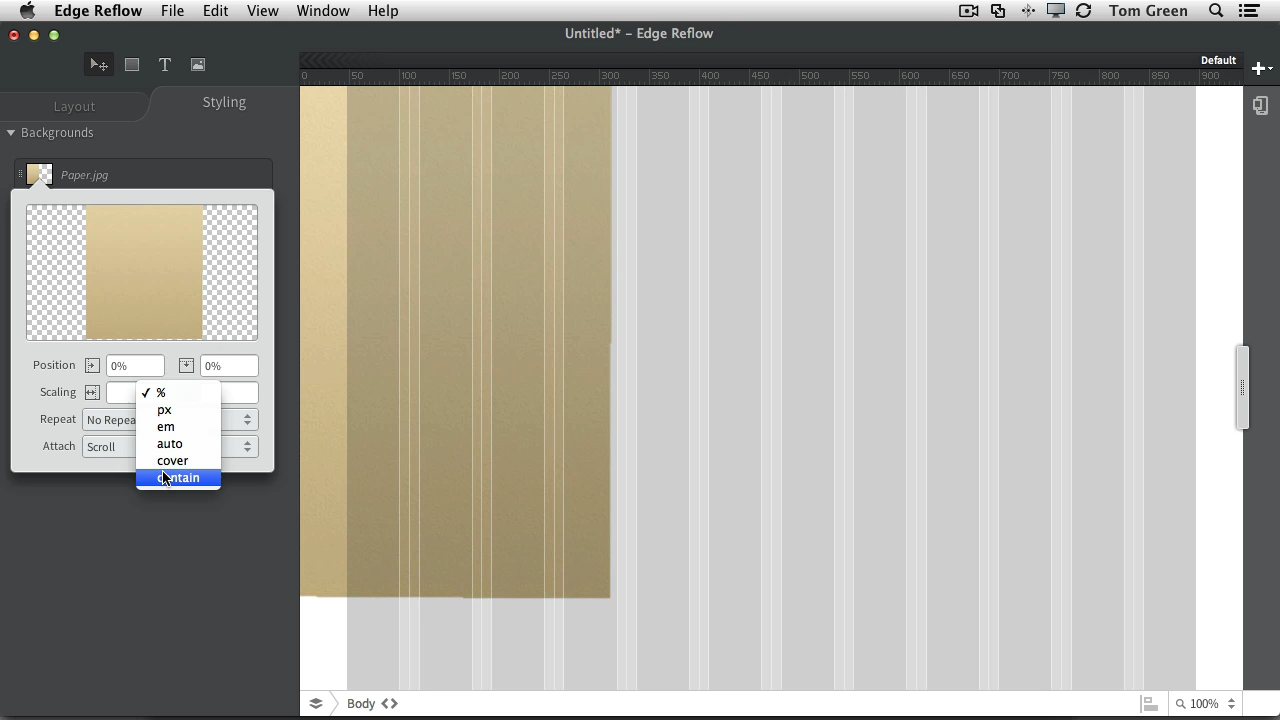 Edge Reflow File Edit View Window Help Tom Green
Untitled* – Edge Reflow
Default
0 50 100 150 200 250 300 350 400 450 500 550 600 650 700 750 800 850 900
T
Layout Styling
Backgrounds
Paper.jpg
Position 0% 0%
Scaling
✓ %
px
em
auto
cover
contain
Repeat No Repea
Attach Scroll
Body
100%